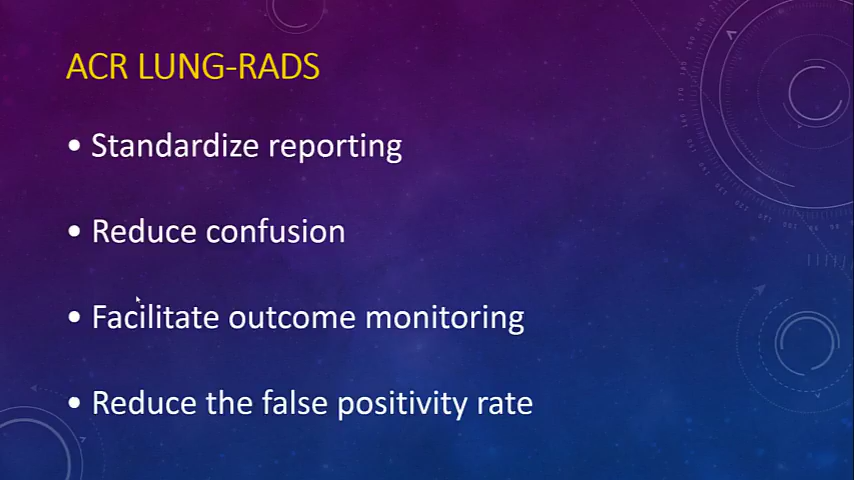 ACR LUNG-RADS
• Standardize reporting
• Reduce confusion
• Facilitate outcome monitoring
• Reduce the false positivity rate